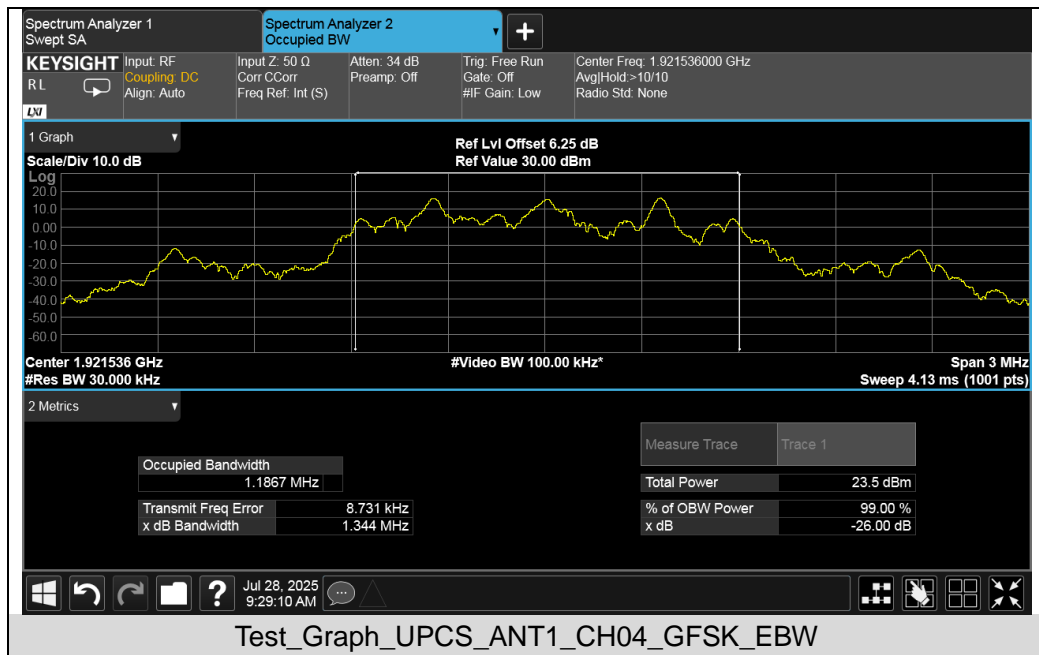 Spectrum Analyzer 1
Swept SA
Spectrum Analyzer 2
Occupied BW
+
KEYSIGHT
R L
LXI
Input: RF
Coupling: DC
Align: Auto
Input Z: 50 Ω
Corr CCorr
Freq Ref: Int (S)
Atten: 34 dB
Preamp: Off
Trig: Free Run
Gate: Off
#IF Gain: Low
Center Freq: 1.921536000 GHz
Avg|Hold:>10/10
Radio Std: None
1 Graph
Scale/Div 10.0 dB
Ref Lvl Offset 6.25 dB
Ref Value 30.00 dBm
Log
20.0
10.0
0.00
-10.0
-20.0
-30.0
-40.0
-50.0
-60.0
Center 1.921536 GHz
#Video BW 100.00 kHz*
Span 3 MHz
#Res BW 30.000 kHz
Sweep 4.13 ms (1001 pts)
2 Metrics
Measure Trace Trace 1
Occupied Bandwidth
1.1867 MHz
Total Power 23.5 dBm
Transmit Freq Error 8.731 kHz
% of OBW Power 99.00 %
x dB Bandwidth 1.344 MHz
x dB -26.00 dB
?
Jul 28, 2025
9:29:10 AM
Test_Graph_UPCS_ANT1_CH04_GFSK_EBW